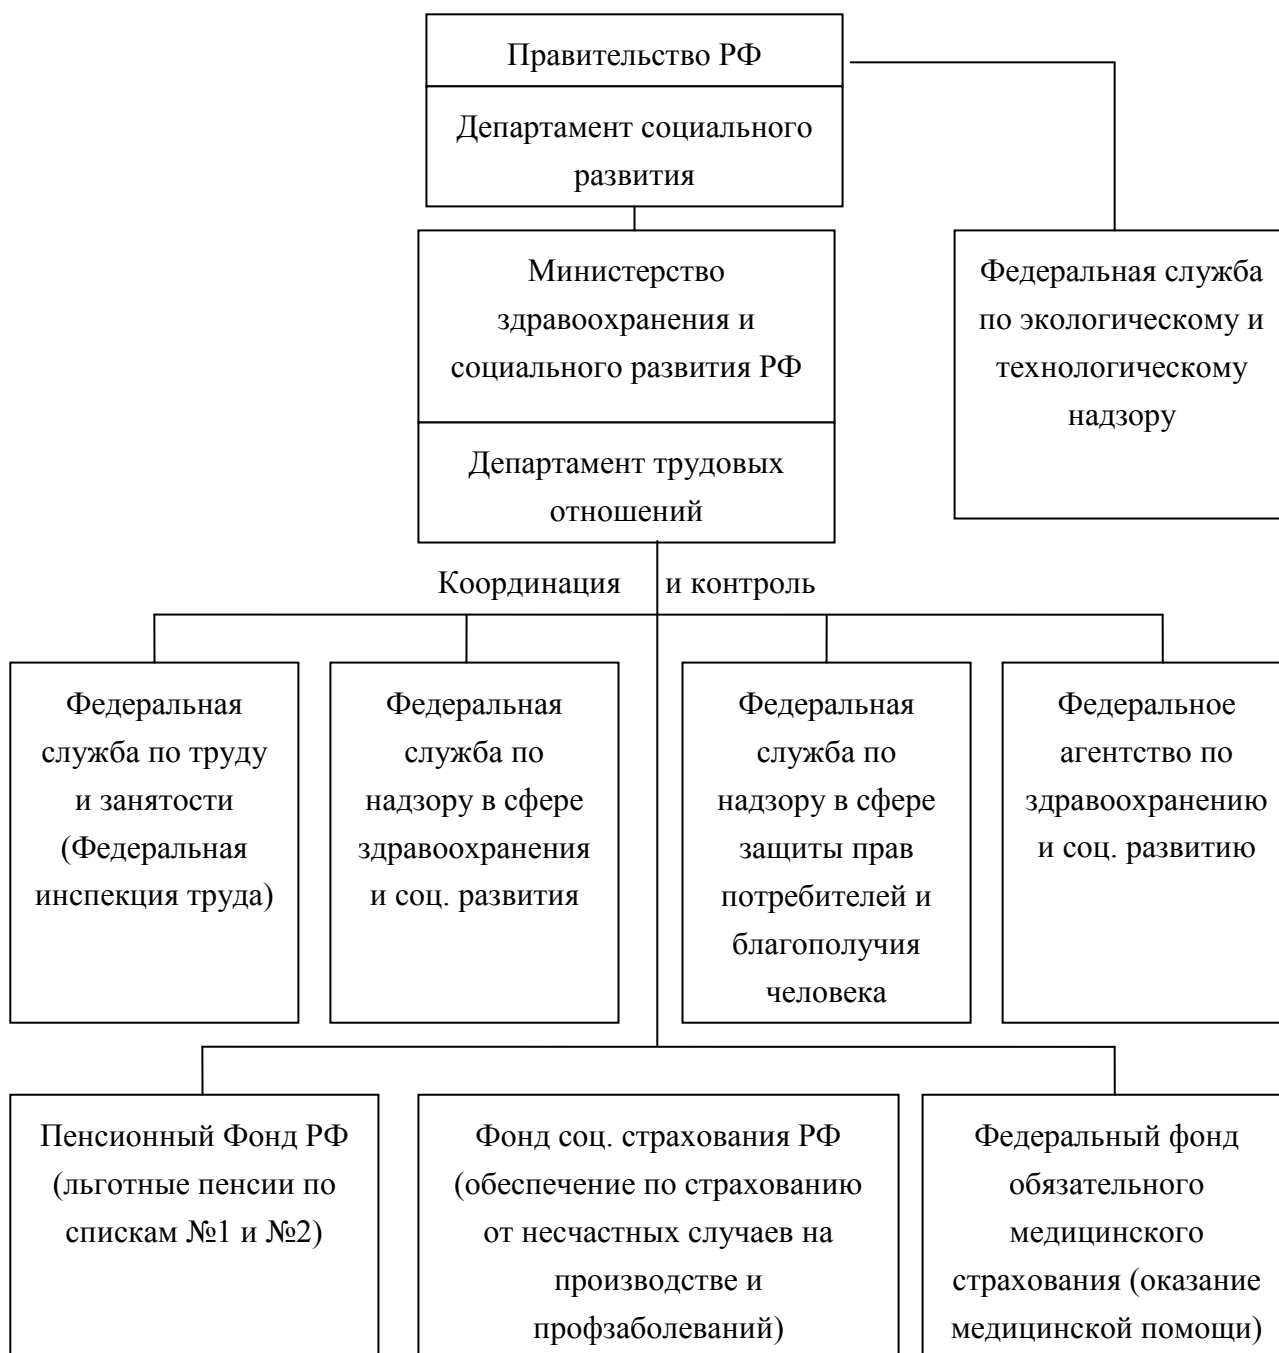 Правительство РФ
Департамент социального
развития
Министерство
здравоохранения и
социального развития РФ
Департамент трудовых
отношений
Федеральная служба
по экологическому и
технологическому
надзору
Координация и контроль
Федеральная
служба по труду
и занятости
(Федеральная
инспекция труда)
Федеральная
служба по
надзору в сфере
здравоохранения
и соц. развития
Федеральная
служба по
надзору в сфере
защиты прав
потребителей и
благополучия
человека
Федеральное
агентство по
здравоохранению
и соц. развитию
Пенсионный Фонд РФ
(льготные пенсии по
спискам №1 и №2)
Фонд соц. страхования РФ
(обеспечение по страхованию
от несчастных случаев на
производстве и
профзаболеваний)
Федеральный фонд
обязательного
медицинского
страхования (оказание
медицинской помощи)